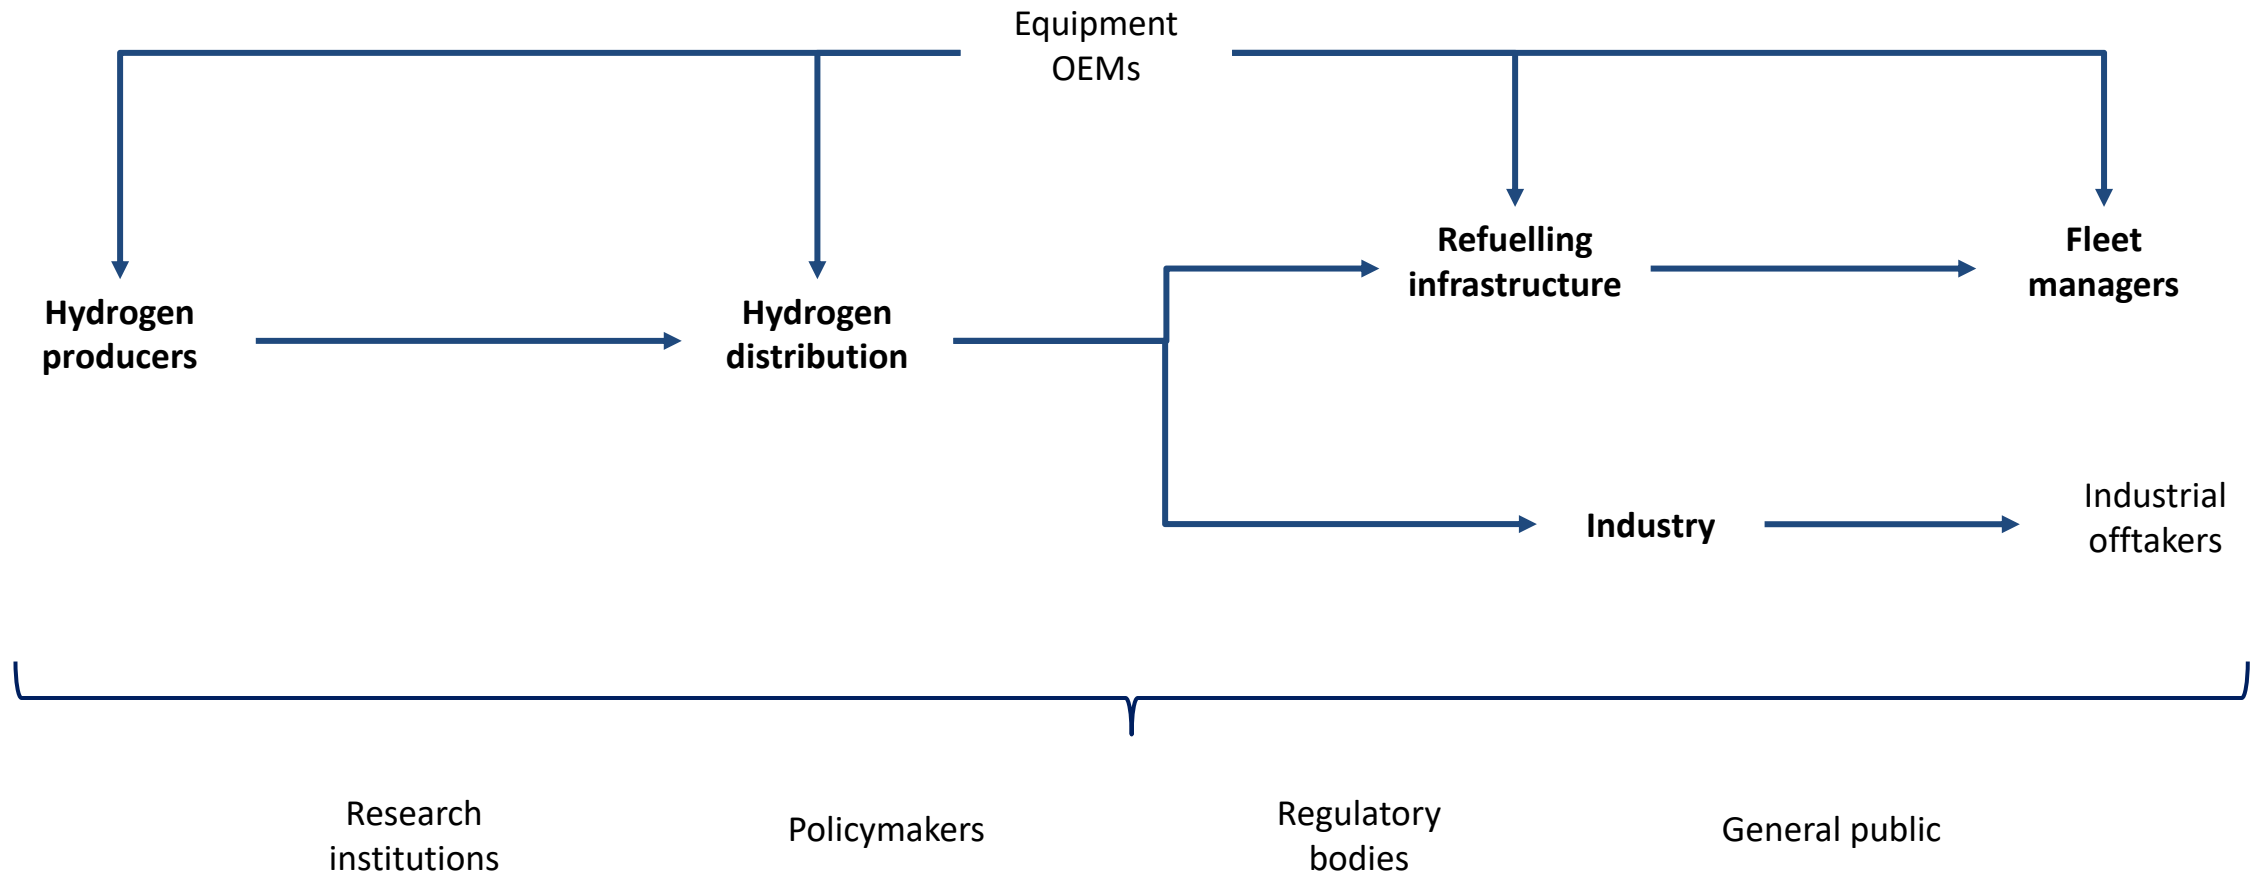 Equipment
OEMs
Refuelling
infrastructure
Fleet
managers
Hydrogen
producers
Hydrogen
distribution
Industry
Industrial
offtakers
Research
institutions
Policymakers
Regulatory
bodies
General public